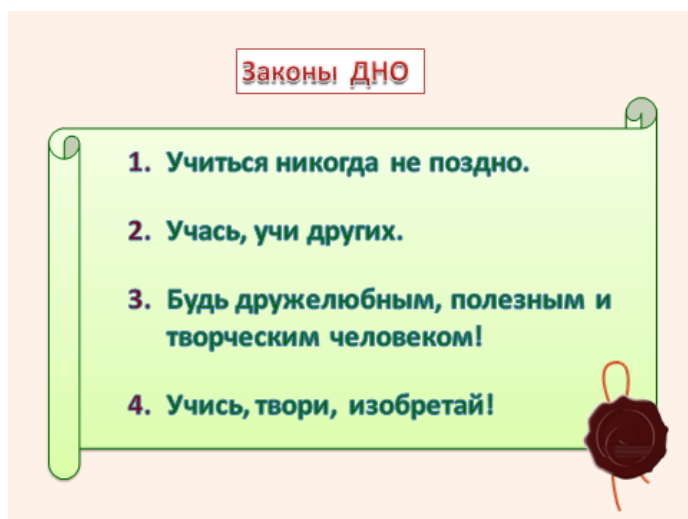 Законы ДНО
1. Учиться никогда не поздно.
2. Учась, учи других.
3. Будь дружелюбным, полезным и
творческим человеком!
4. Учись, твори, изобретай!